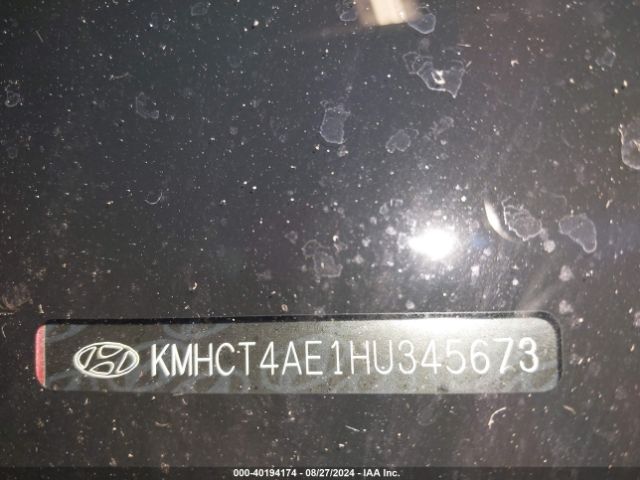 KMHCT4AE1HU345673
000-40194174 - 08/27/2024 - IAA Inc.